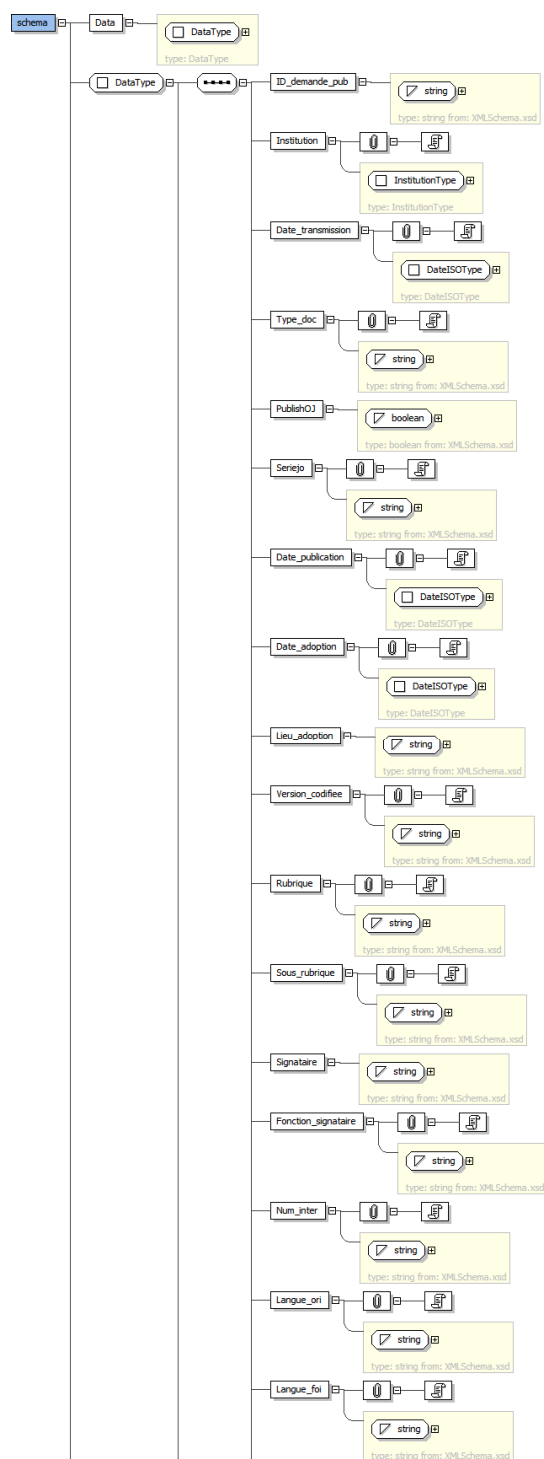 schema
Data
DataType
type: DataType
DataType
ID_demande_pub
string
type: string from: XMLSchema.xsd
Institution
InstitutionType
type: InstitutionType
Date_transmission
DateISOType
type: DateISOType
Type_doc
string
type: string from: XMLSchema.xsd
PublishOJ
boolean
type: boolean from: XMLSchema.xsd
Seriejo
string
type: string from: XMLSchema.xsd
Date_publication
DateISOType
type: DateISOType
Date_adoption
DateISOType
type: DateISOType
Lieu_adoption
string
type: string from: XMLSchema.xsd
Version_codifiee
string
type: string from: XMLSchema.xsd
Rubrique
string
type: string from: XMLSchema.xsd
Sous_rubrique
string
type: string from: XMLSchema.xsd
Signataire
string
type: string from: XMLSchema.xsd
Fonction_signataire
string
type: string from: XMLSchema.xsd
Num_inter
string
type: string from: XMLSchema.xsd
Langue_ori
string
type: string from: XMLSchema.xsd
Langue_foi
string
type: string from: XMLSchema.xsd